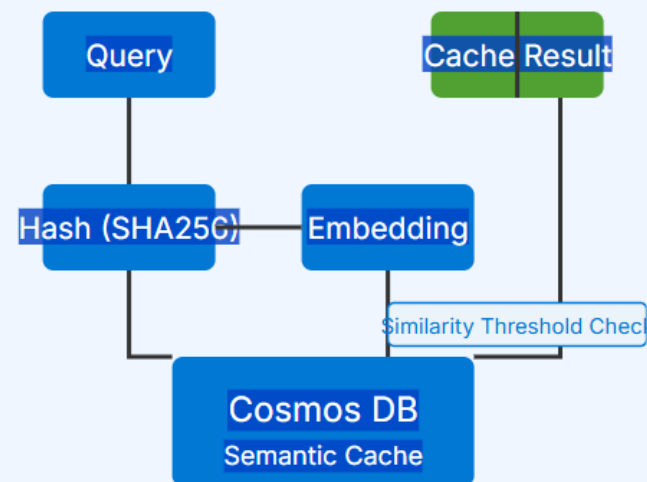 Query
Cache Result
Hash (SHA256)
Embedding
Similarity Threshold Check
Cosmos DB
Semantic Cache